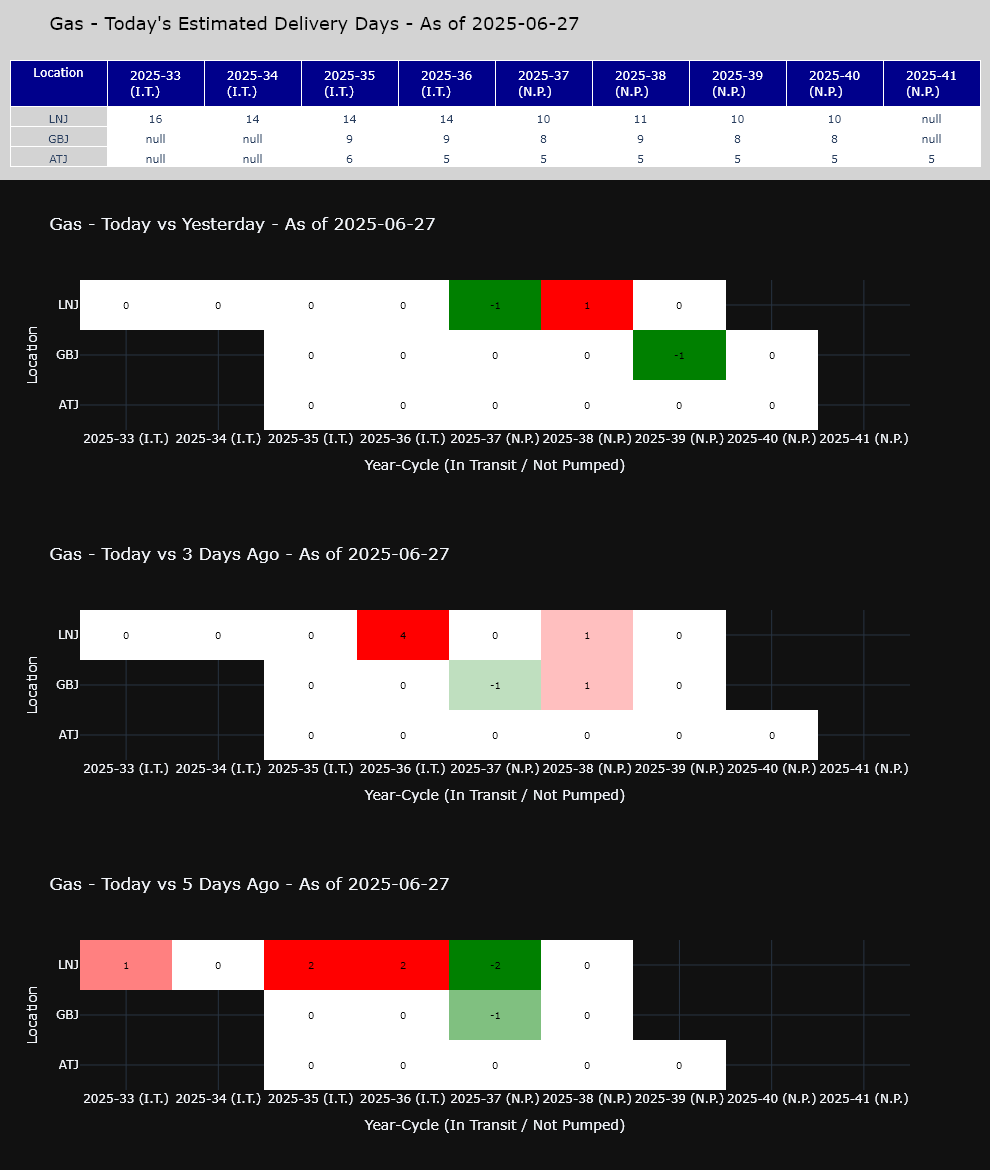 Gas - Today's Estimated Delivery Days - As of 2025-06-27
Location 2025-33 (I.T.) 2025-34 (I.T.) 2025-35 (I.T.) 2025-36 (I.T.) 2025-37 (N.P.) 2025-38 (N.P.) 2025-39 (N.P.) 2025-40 (N.P.) 2025-41 (N.P.)
LNJ 16 14 14 14 10 11 10 10 null
GBJ null null 9 9 8 9 8 8 null
ATJ null null 6 5 5 5 5 5 5
Gas - Today vs Yesterday - As of 2025-06-27
LNJ 0 0 0 0 -1 1 0
GBJ 0 0 0 0 -1 0
ATJ 0 0 0 0 0 0
Location
2025-33 (I.T.) 2025-34 (I.T.) 2025-35 (I.T.) 2025-36 (I.T.) 2025-37 (N.P.) 2025-38 (N.P.) 2025-39 (N.P.) 2025-40 (N.P.) 2025-41 (N.P.)
Year-Cycle (In Transit / Not Pumped)
Gas - Today vs 3 Days Ago - As of 2025-06-27
LNJ 0 0 0 4 0 1 0
GBJ 0 0 -1 1 0
ATJ 0 0 0 0 0 0
Location
2025-33 (I.T.) 2025-34 (I.T.) 2025-35 (I.T.) 2025-36 (I.T.) 2025-37 (N.P.) 2025-38 (N.P.) 2025-39 (N.P.) 2025-40 (N.P.) 2025-41 (N.P.)
Year-Cycle (In Transit / Not Pumped)
Gas - Today vs 5 Days Ago - As of 2025-06-27
LNJ 1 0 2 2 -2 0
GBJ 0 0 -1 0
ATJ 0 0 0 0 0
Location
2025-33 (I.T.) 2025-34 (I.T.) 2025-35 (I.T.) 2025-36 (I.T.) 2025-37 (N.P.) 2025-38 (N.P.) 2025-39 (N.P.) 2025-40 (N.P.) 2025-41 (N.P.)
Year-Cycle (In Transit / Not Pumped)